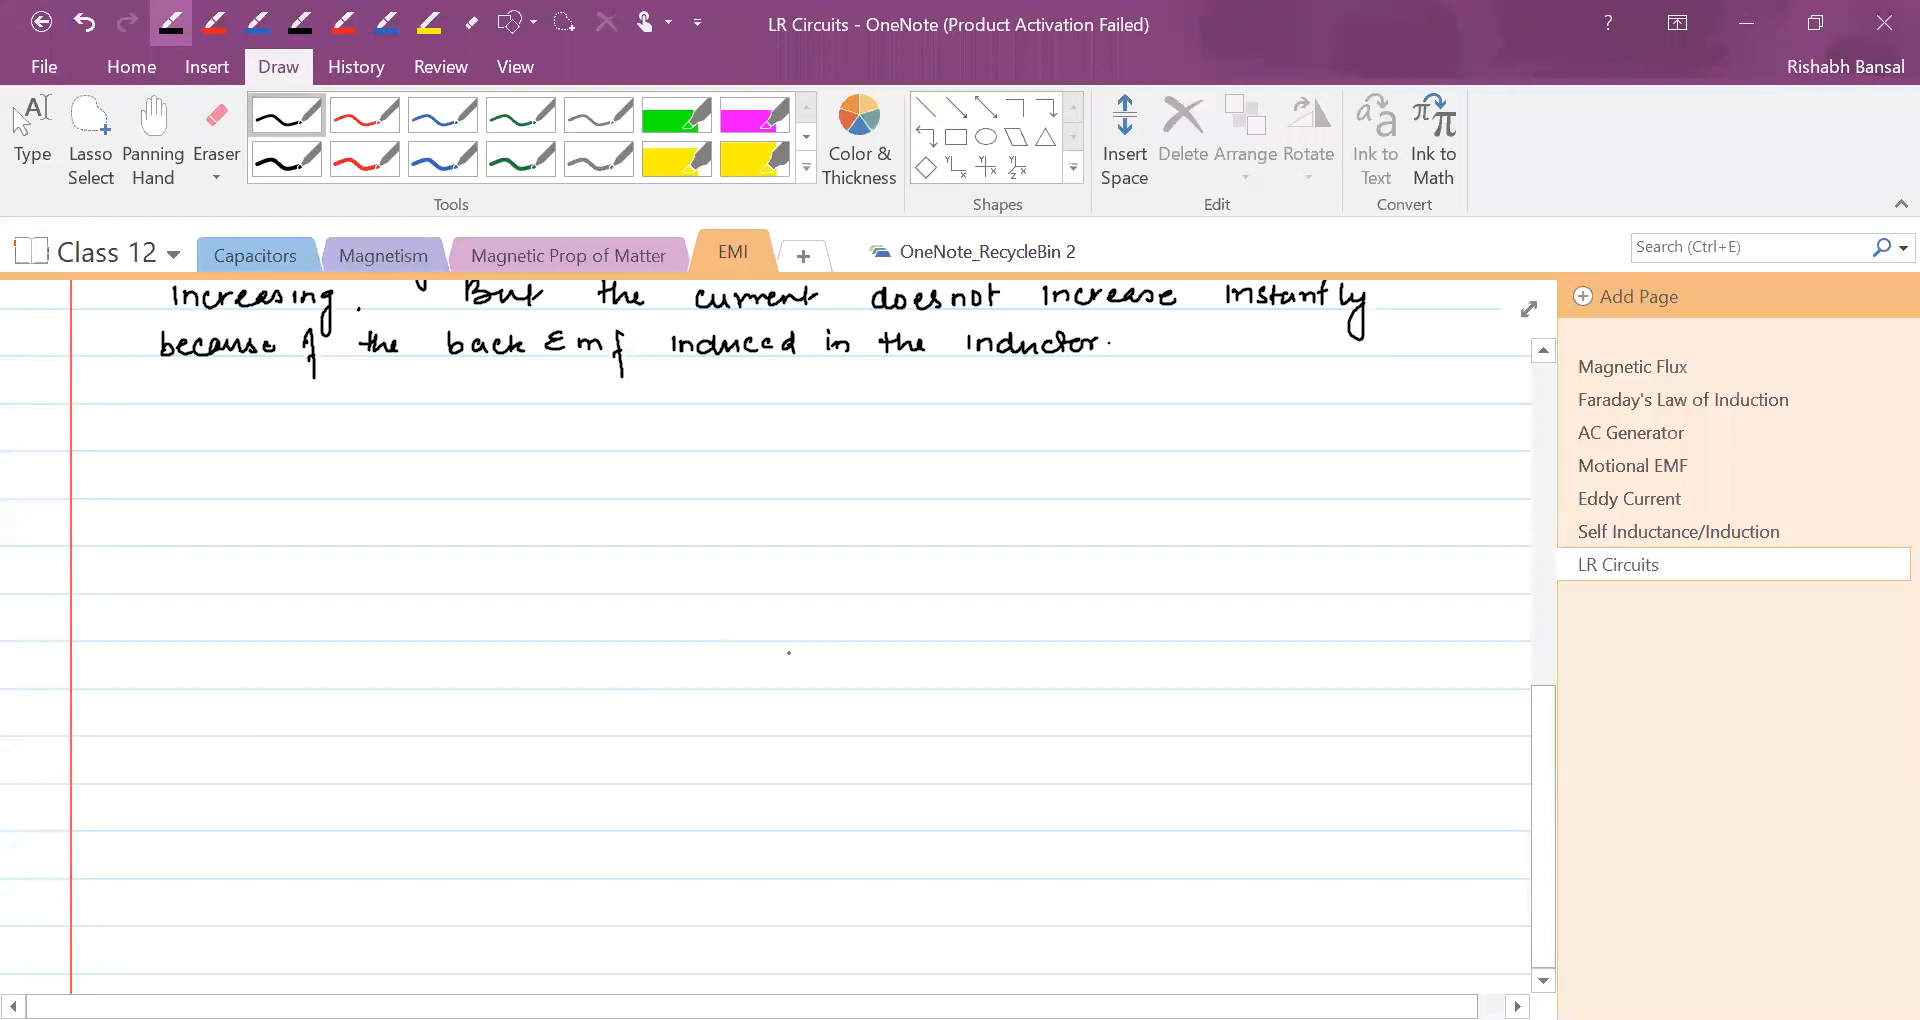 LR Circuits - OneNote (Product Activation Failed)
?
File Home Insert Draw History Review View
Rishabh Bansal
Type
Lasso Select
Panning Hand
Eraser
Color & Thickness
Insert Space
Delete
Arrange
Rotate
Ink to Text
Ink to Math
Tools
Shapes
Edit
Convert
Class 12
Capacitors
Magnetism
Magnetic Prop of Matter
EMI
OneNote_RecycleBin 2
Search (Ctrl+E)
increasing. But the current doesnot increase instantly
because of the back Emf induced in the inductor.
Add Page
Magnetic Flux
Faraday's Law of Induction
AC Generator
Motional EMF
Eddy Current
Self Inductance/Induction
LR Circuits